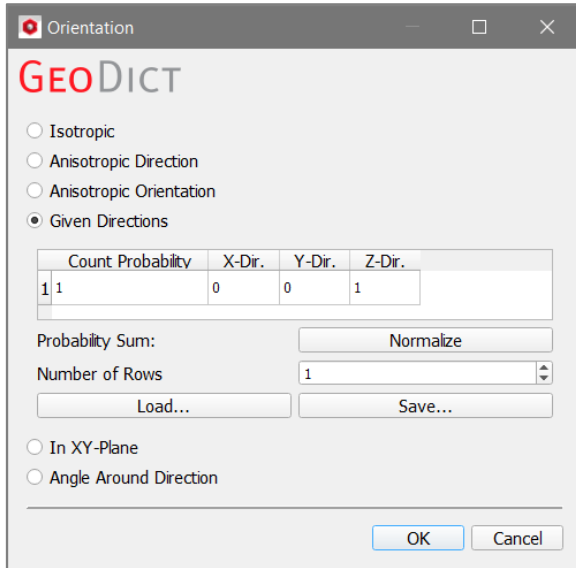 Orientation
GEODICT
Isotropic
Anisotropic Direction
Anisotropic Orientation
Given Directions
Count Probability X-Dir. Y-Dir. Z-Dir.
1 1 0 0 1
Probability Sum: Normalize
Number of Rows 1
Load... Save...
In XY-Plane
Angle Around Direction
OK Cancel